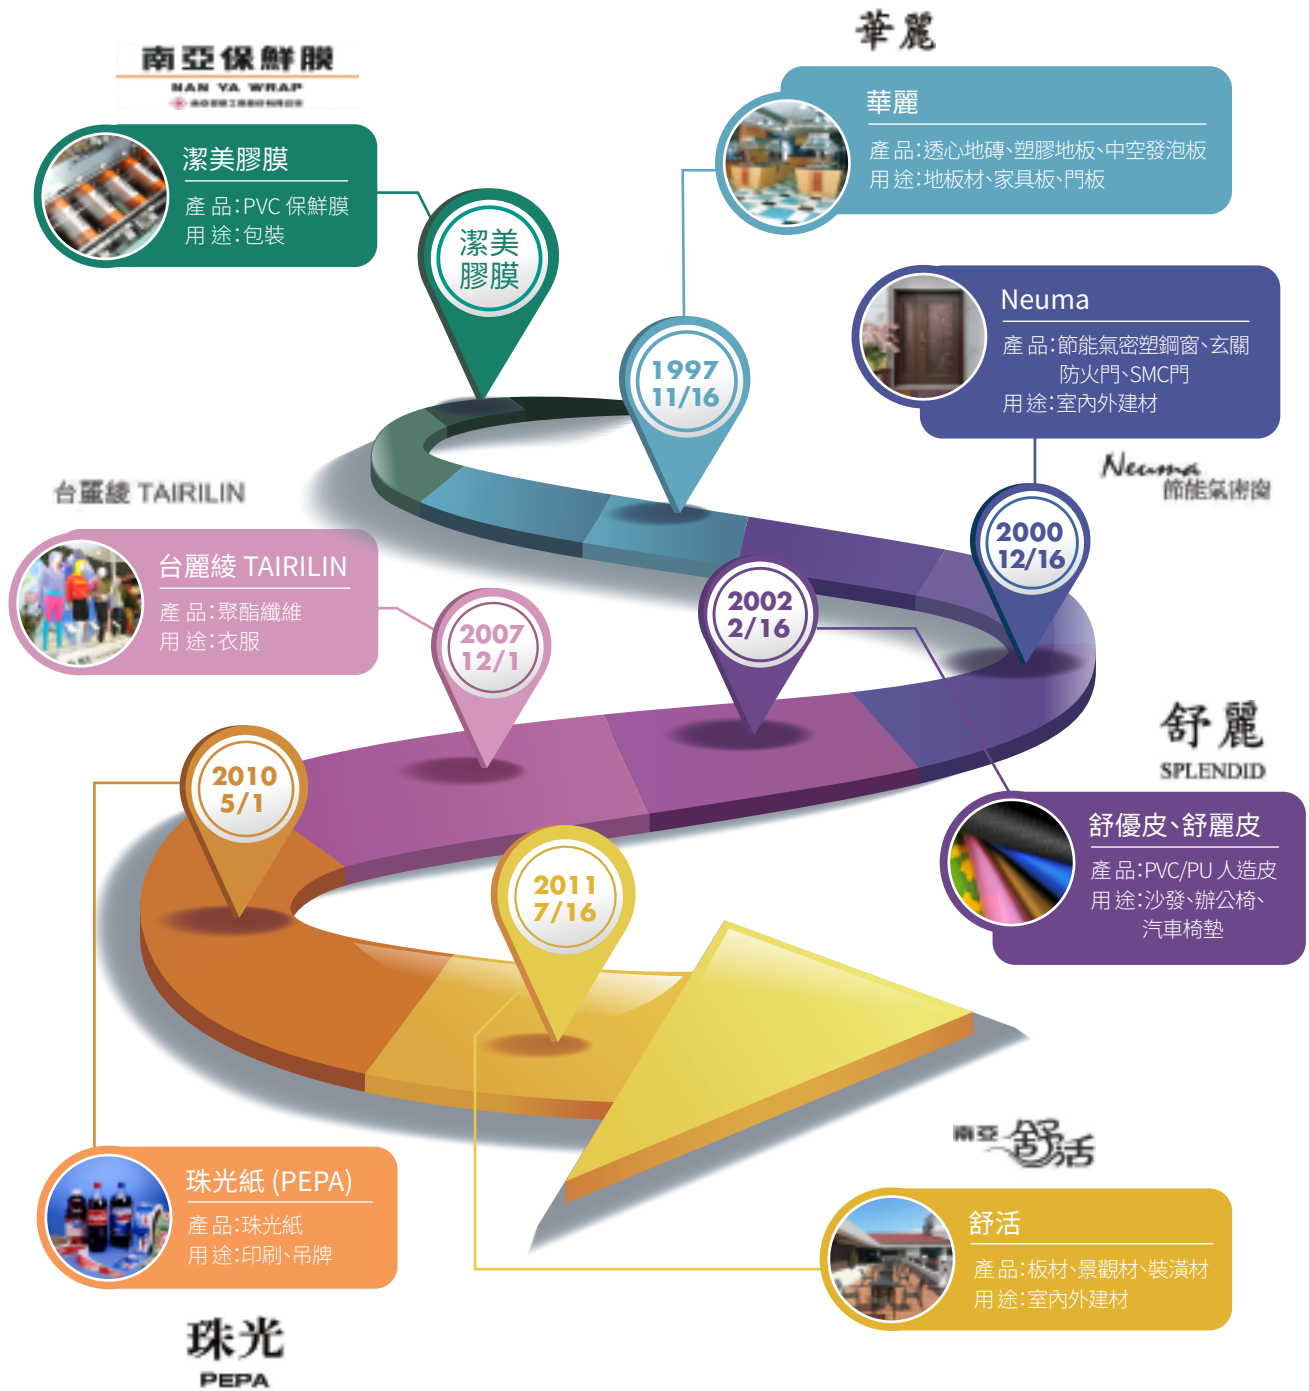 南亞保鮮膜
NAN YA WRAP
潔美膠膜
產品：PVC 保鮮膜
用途：包裝
潔美
膠膜
華麗
華麗
產品：透心地磚、塑膠地板、中空發泡板
用途：地板材、家具板、門板
1997
11/16
Neuma
產品：節能氣密塑鋼窗、玄關
防火門、SMC門
用途：室內外建材
Neuma
節能氣密窗
2000
12/16
台麗綾 TAIRILIN
台麗綾 TAIRILIN
產品：聚酯纖維
用途：衣服
2007
12/1
2002
2/16
舒麗
SPLENDID
舒優皮、舒麗皮
產品：PVC/PU 人造皮
用途：沙發、辦公椅、
汽車椅墊
2010
5/1
2011
7/16
珠光紙 (PEPA)
產品：珠光紙
用途：印刷、吊牌
珠光
PEPA
南亞 舒活
舒活
產品：板材、景觀材、裝潢材
用途：室內外建材